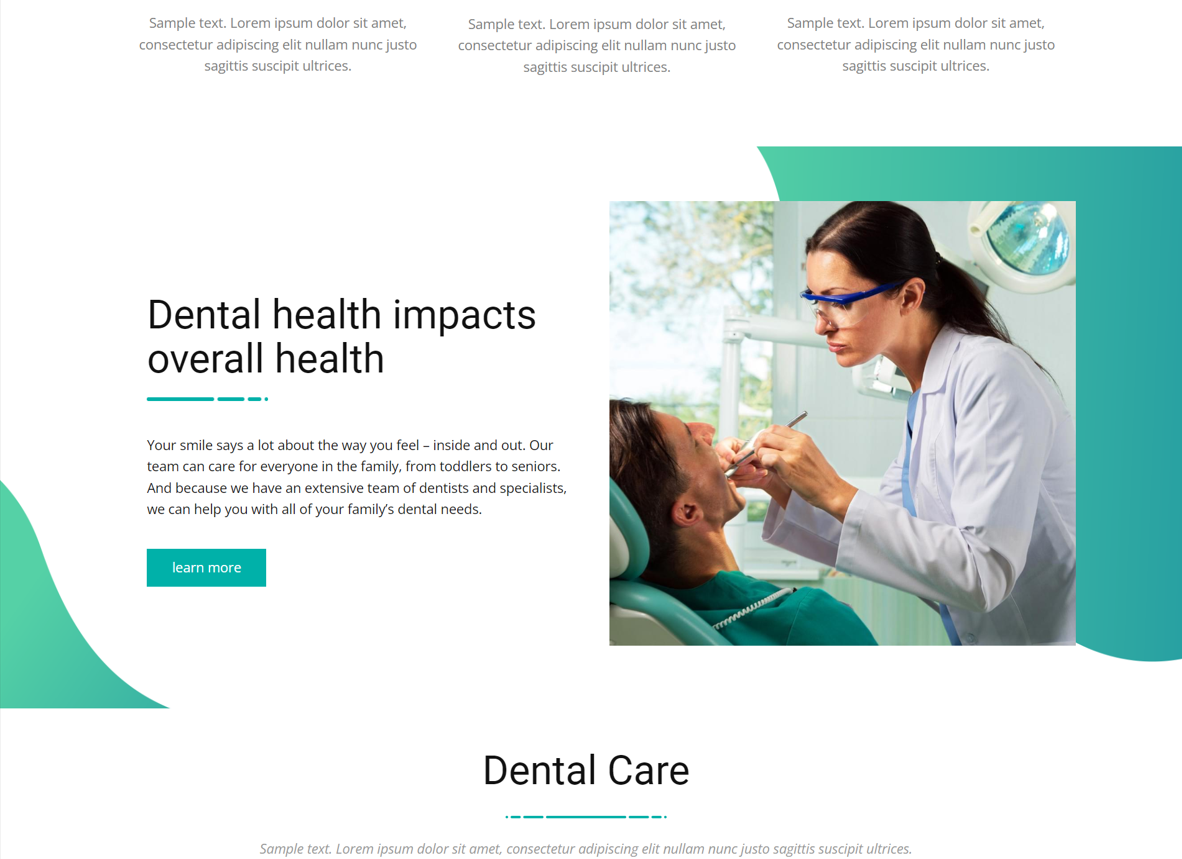 Sample text. Lorem ipsum dolor sit amet,
consectetur adipiscing elit nullam nunc justo
sagittis suscipit ultrices.
Sample text. Lorem ipsum dolor sit amet,
consectetur adipiscing elit nullam nunc justo
sagittis suscipit ultrices.
Sample text. Lorem ipsum dolor sit amet,
consectetur adipiscing elit nullam nunc justo
sagittis suscipit ultrices.
Dental health impacts
overall health
Your smile says a lot about the way you feel – inside and out. Our
team can care for everyone in the family, from toddlers to seniors.
And because we have an extensive team of dentists and specialists,
we can help you with all of your family’s dental needs.
learn more
Dental Care
Sample text. Lorem ipsum dolor sit amet, consectetur adipiscing elit nullam nunc justo sagittis suscipit ultrices.